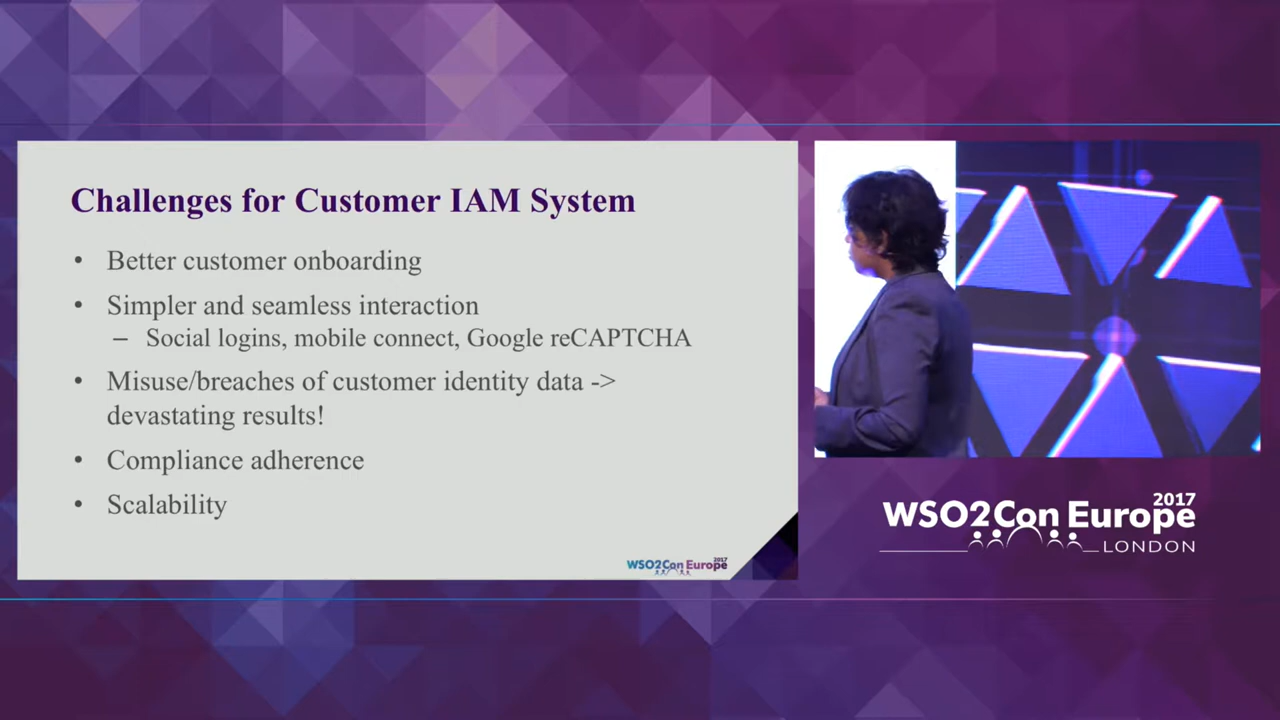 Challenges for Customer IAM System
• Better customer onboarding
• Simpler and seamless interaction
– Social logins, mobile connect, Google reCAPTCHA
• Misuse/breaches of customer identity data ->
devastating results!
• Compliance adherence
• Scalability
WSO2Con Europe 2017
WSO2Con Europe 2017
LONDON